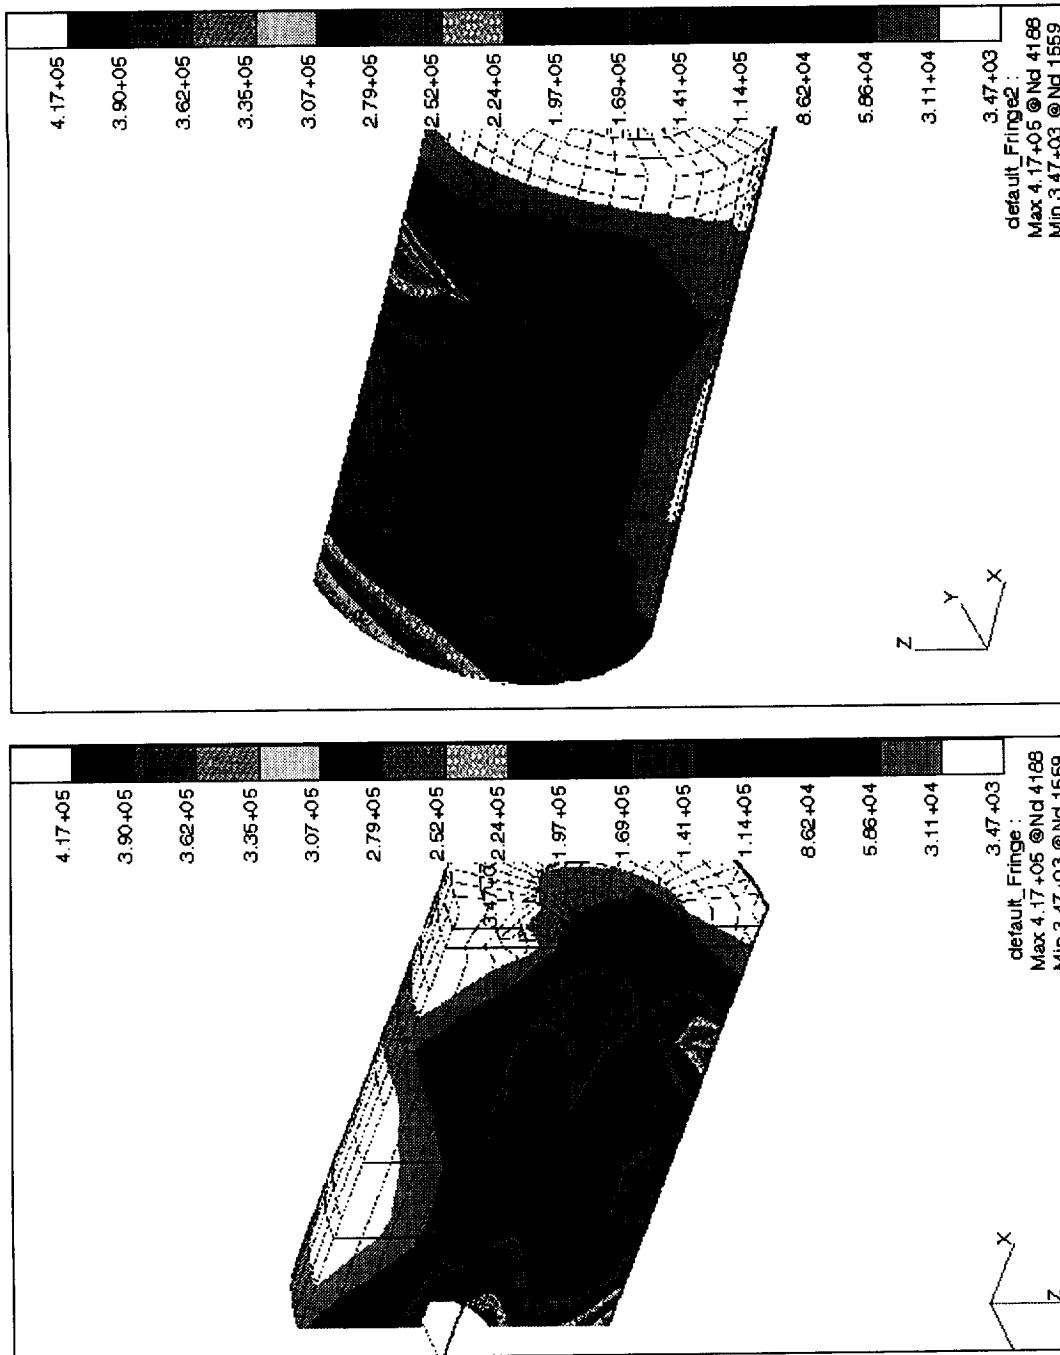 4.17+05
3.90+05
3.62+05
3.35+05
3.07+05
2.79+05
2.52+05
2.24+05
1.97+05
1.69+05
1.41+05
1.14+05
8.62+04
5.86+04
3.11+04
3.47+03
default_Fringe2 :
Max 4.17+05 @Nd 4188
Min 3.47+03 @Nd 1559
Z
Y
X
4.17+05
3.90+05
3.62+05
3.35+05
3.07+05
2.79+05
2.52+05
2.24+05
1.97+05
1.69+05
1.41+05
1.14+05
8.62+04
5.86+04
3.11+04
3.47+03
default_Fringe :
Max 4.17+05 @Nd 4188
Min 3.47+03 @Nd 1559
X
Z